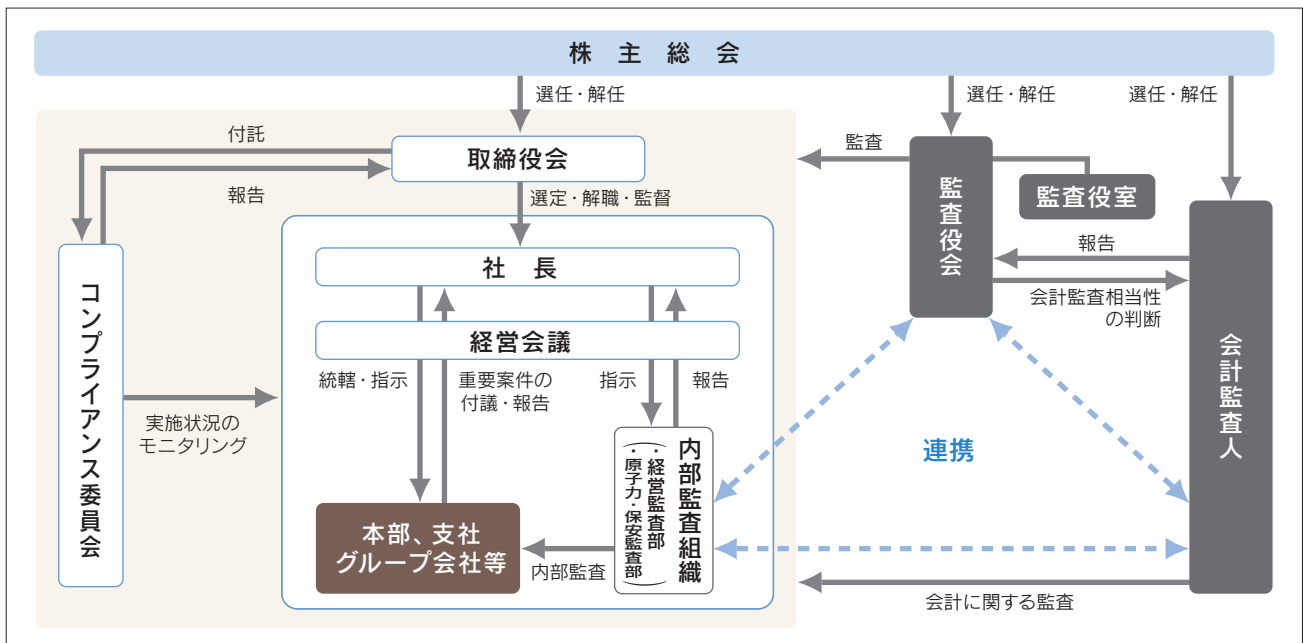 株主総会
選任・解任
選任・解任
選任・解任
付託
報告
取締役会
監査
監査役会
監査役室
選定・解職・監督
報告
会計監査相当性
の判断
会計監査人
コンプライアンス委員会
社長
経営会議
統轄・指示
重要案件の
付議・報告
指示
報告
実施状況の
モニタリング
内部監査組織
(・経営監査部
・原子力・保安監査部)
連携
本部、支社
グループ会社等
内部監査
会計に関する監査